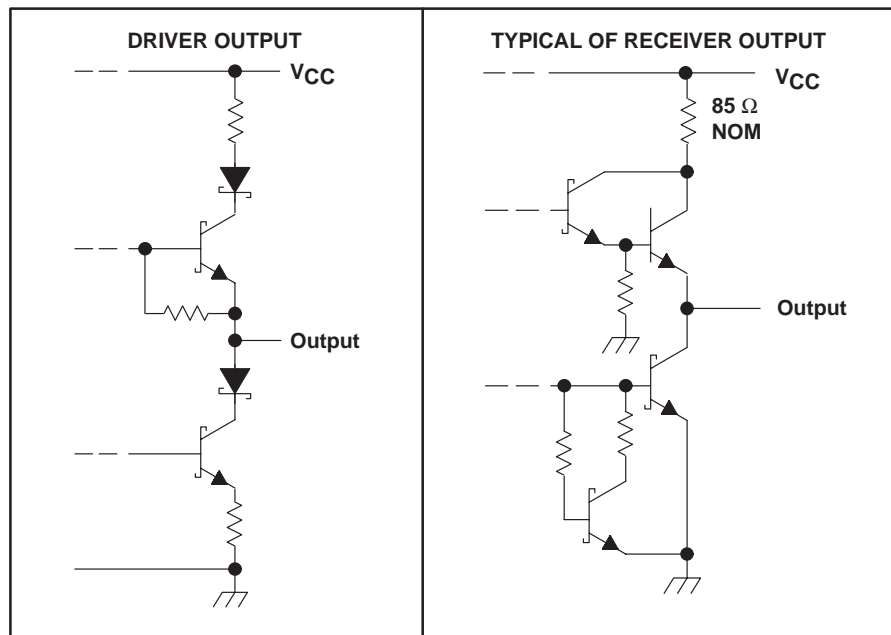 DRIVER OUTPUT
VCC
Output
TYPICAL OF RECEIVER OUTPUT
VCC
85 Ω
NOM
Output